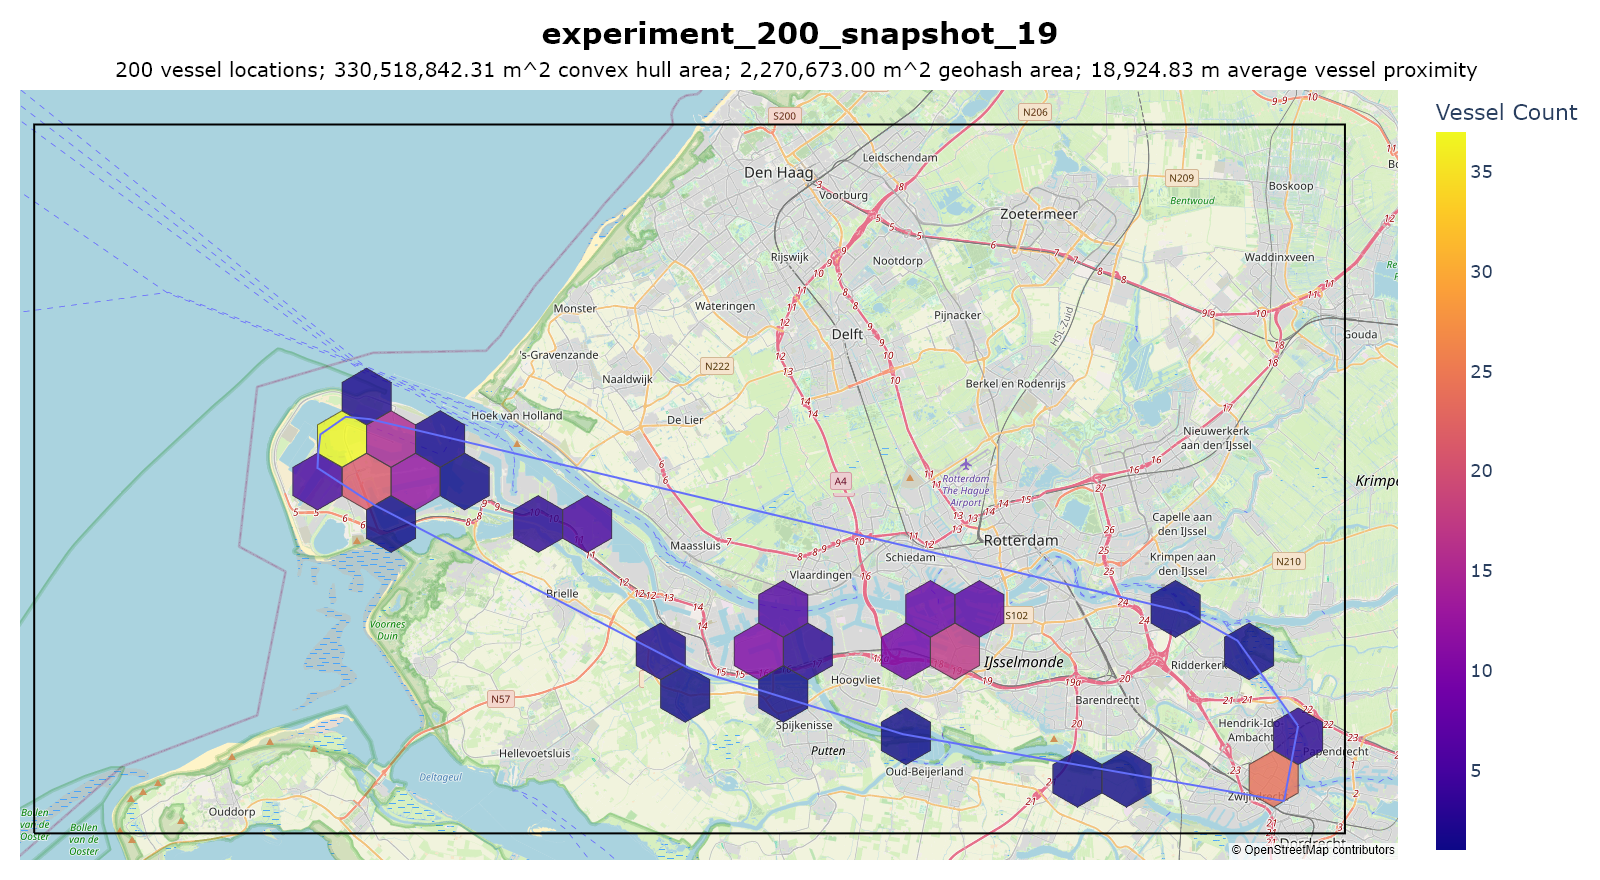 experiment_200_snapshot_19
200 vessel locations; 330,518,842.31 m^2 convex hull area; 2,270,673.00 m^2 geohash area; 18,924.83 m average vessel proximity
Vessel Count
35
30
25
20
15
10
5
S200
N206
Leidschendam
Den Haag
Voorburg
N209
Boskoop
Bentwoud
Zoetermeer
Rijswijk
Nootdorp
Waddinxveen
Monster
Wateringen
Pijnacker
HSL-Zuid
Delft
Gouda
's-Gravenzande
N222
Naaldwijk
Berkel en Rodenrijs
Hoek van Holland
De Lier
Nieuwerkerk
aan den IJssel
A4
Rotterdam
The Hague
Airport
Krimpe
Capelle aan
den IJssel
Maassluis
Schiedam
Rotterdam
Krimpen aan
den IJssel
N210
Vlaardingen
Brielle
S102
Voornes
Duin
IJsselmonde
Ridderkerk
Hoogvliet
N57
Barendrecht
Spijkenisse
Hendrik-Ido-
Ambacht
Papendrecht
Hellevoetsluis
Putten
Oud-Beijerland
Deltageul
Zwijndrecht
Ouddorp
Bollen
van de
Ooster
Bollen
van de
Ooster
Dordrecht
© OpenStreetMap contributors